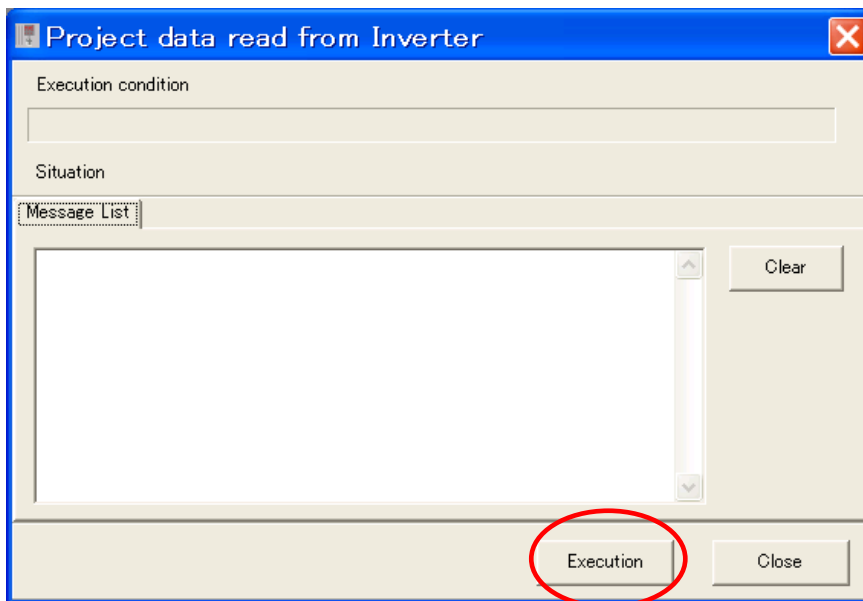 Project data read from Inverter
Execution condition
Situation
Message List
Clear
Execution
Close